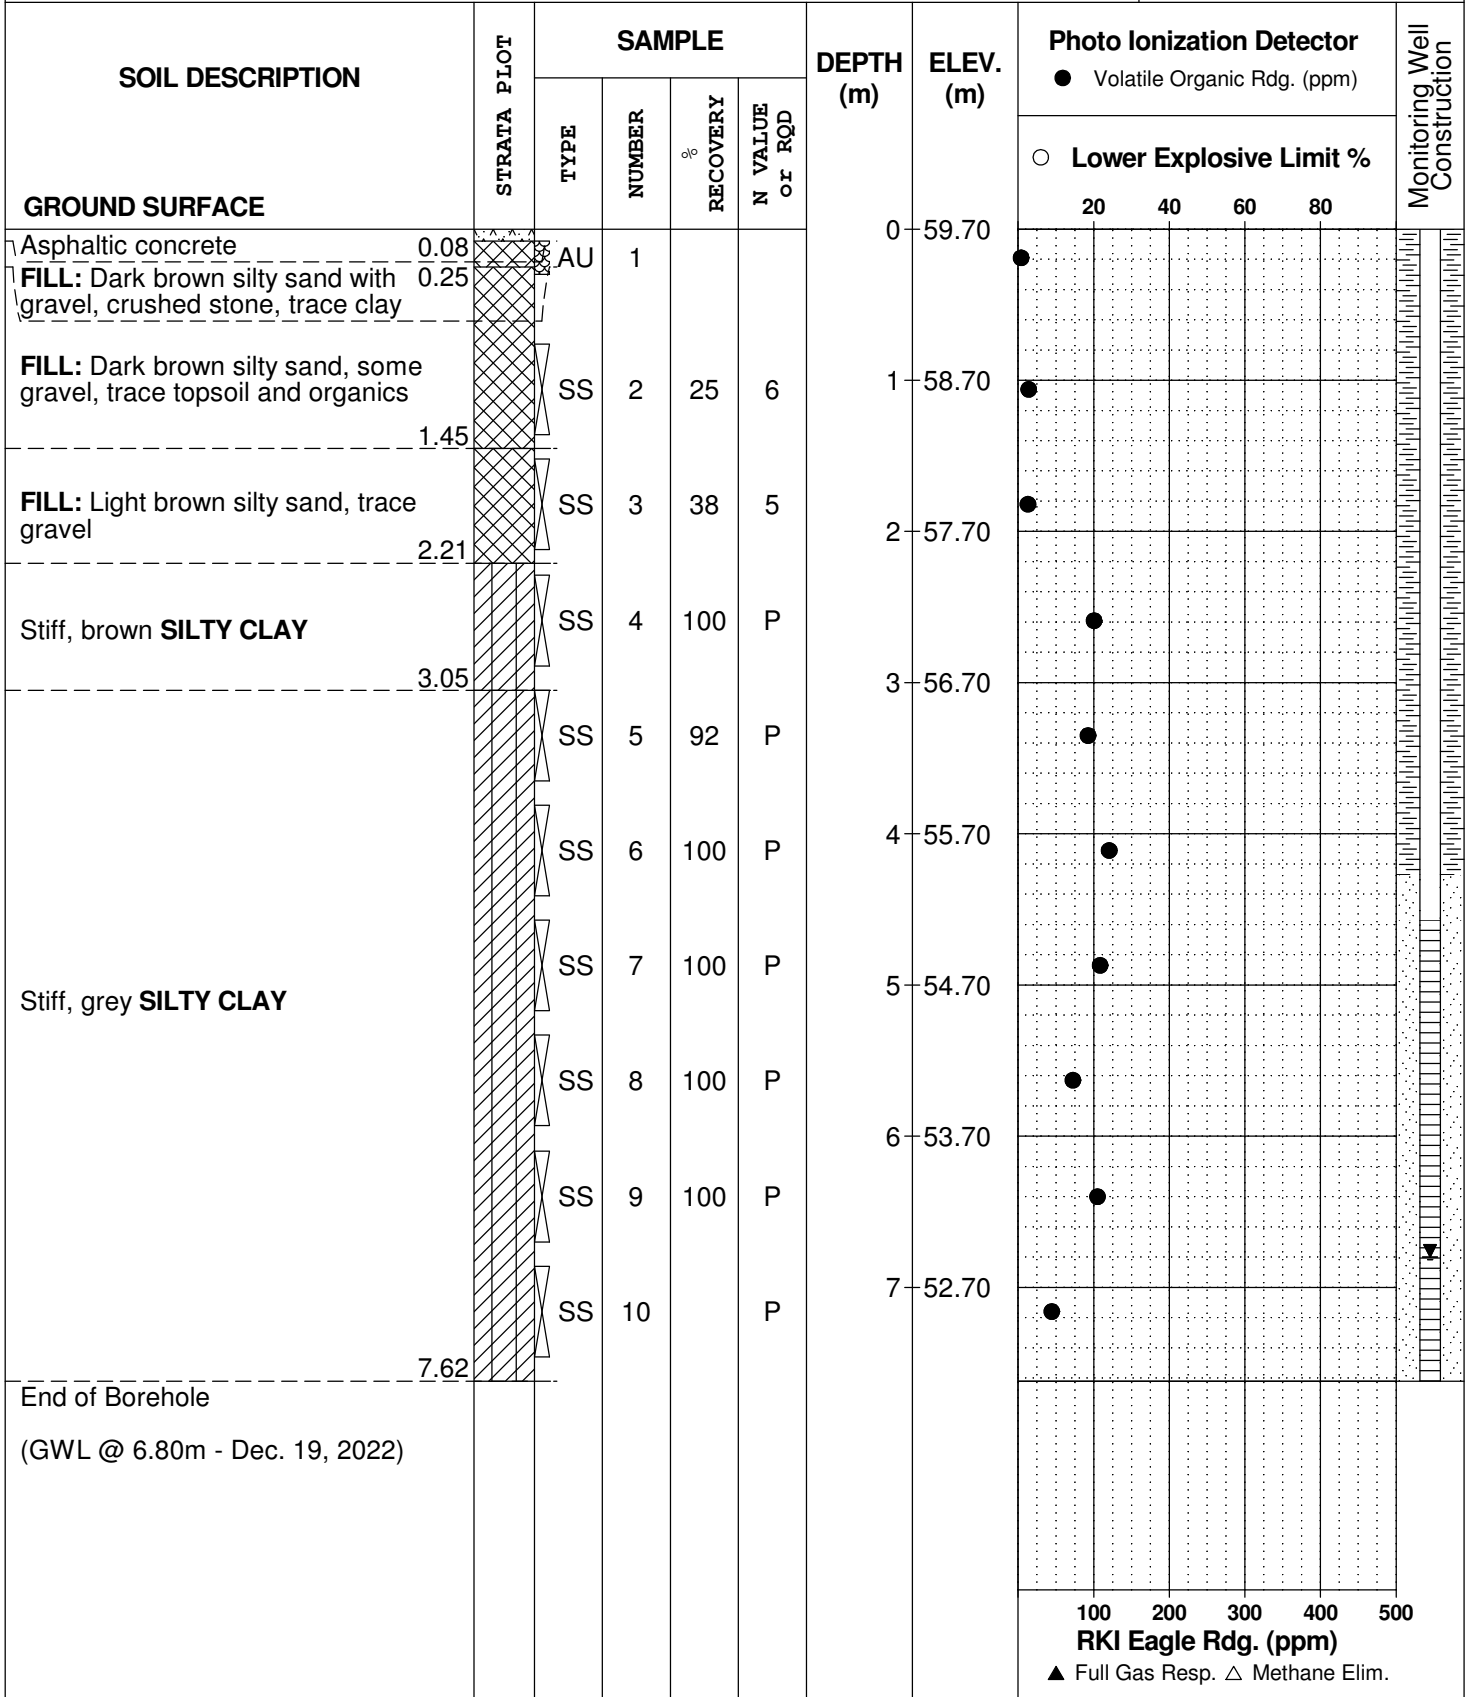 SOIL DESCRIPTION
GROUND SURFACE
STRATA PLOT
SAMPLE
TYPE
NUMBER
%
RECOVERY
N VALUE
or RQD
DEPTH
(m)
ELEV.
(m)
Photo Ionization Detector
● Volatile Organic Rdg. (ppm)
○ Lower Explosive Limit %
20 40 60 80
Monitoring Well
Construction
0 59.70
Asphaltic concrete 0.08
AU 1
FILL: Dark brown silty sand with 0.25
gravel, crushed stone, trace clay
FILL: Dark brown silty sand, some
gravel, trace topsoil and organics
1.45
SS 2 25 6
1 58.70
FILL: Light brown silty sand, trace
gravel
2.21
SS 3 38 5
2 57.70
Stiff, brown SILTY CLAY
3.05
SS 4 100 P
3 56.70
SS 5 92 P
4 55.70
SS 6 100 P
SS 7 100 P
5 54.70
Stiff, grey SILTY CLAY
SS 8 100 P
6 53.70
SS 9 100 P
7 52.70
SS 10 P
7.62
End of Borehole
(GWL @ 6.80m - Dec. 19, 2022)
100 200 300 400 500
RKI Eagle Rdg. (ppm)
▲ Full Gas Resp. △ Methane Elim.